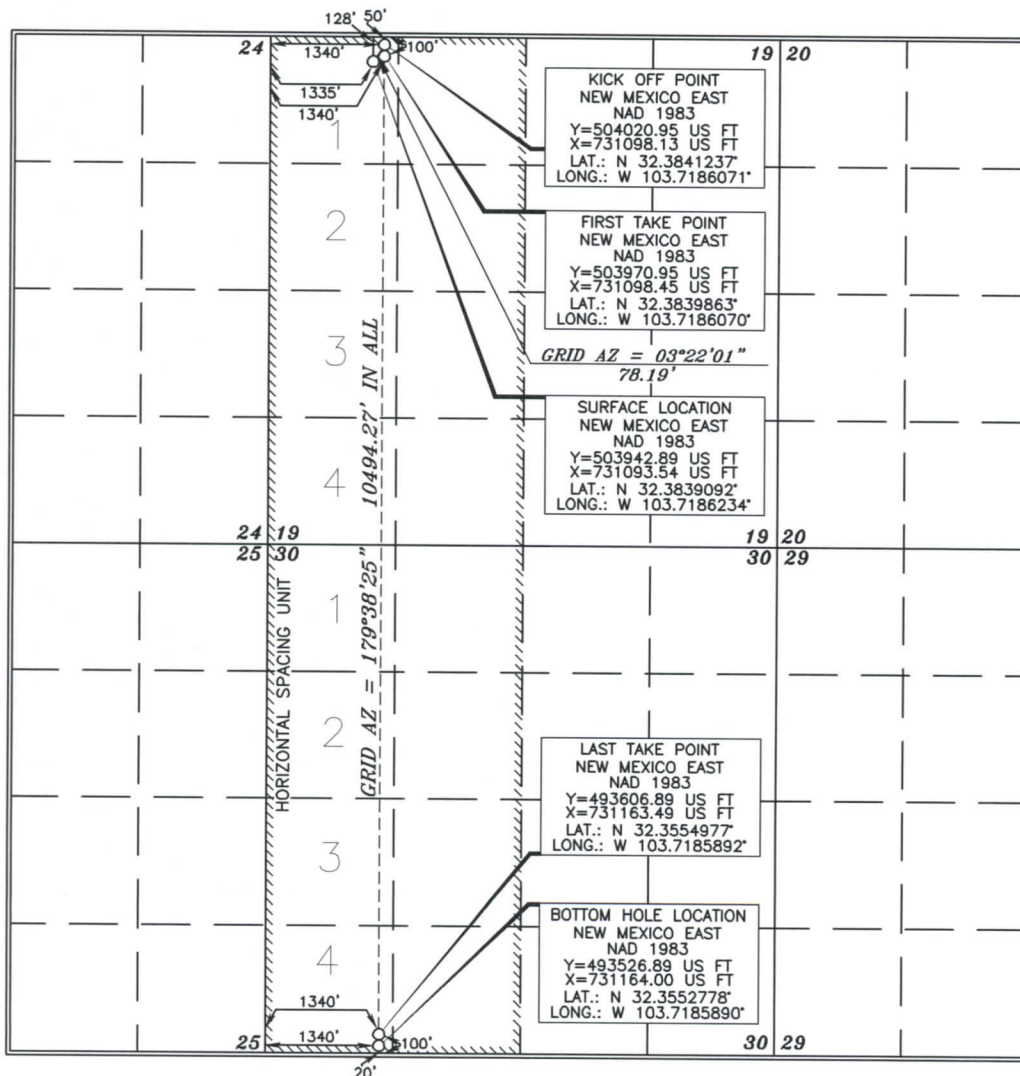 128' 50'
24
1340'
100'
19 20
1335'
1340'
KICK OFF POINT
NEW MEXICO EAST
NAD 1983
Y=504020.95 US FT
X=731098.13 US FT
LAT.: N 32.3841237°
LONG.: W 103.7186071°
1
2
FIRST TAKE POINT
NEW MEXICO EAST
NAD 1983
Y=503970.95 US FT
X=731098.45 US FT
LAT.: N 32.3839863°
LONG.: W 103.7186070°
3
GRID AZ = 03°22'01"
78.19'
SURFACE LOCATION
NEW MEXICO EAST
NAD 1983
Y=503942.89 US FT
X=731093.54 US FT
LAT.: N 32.3839092°
LONG.: W 103.7186234°
4
24 19
25 30
19 20
30 29
HORIZONTAL SPACING UNIT
GRID AZ = 179°38'25" 10494.27' IN ALL
1
2
LAST TAKE POINT
NEW MEXICO EAST
NAD 1983
Y=493606.89 US FT
X=731163.49 US FT
LAT.: N 32.3554977°
LONG.: W 103.7185892°
3
BOTTOM HOLE LOCATION
NEW MEXICO EAST
NAD 1983
Y=493526.89 US FT
X=731164.00 US FT
LAT.: N 32.3552778°
LONG.: W 103.7185890°
4
1340'
25
1340'
100'
30 29
20'